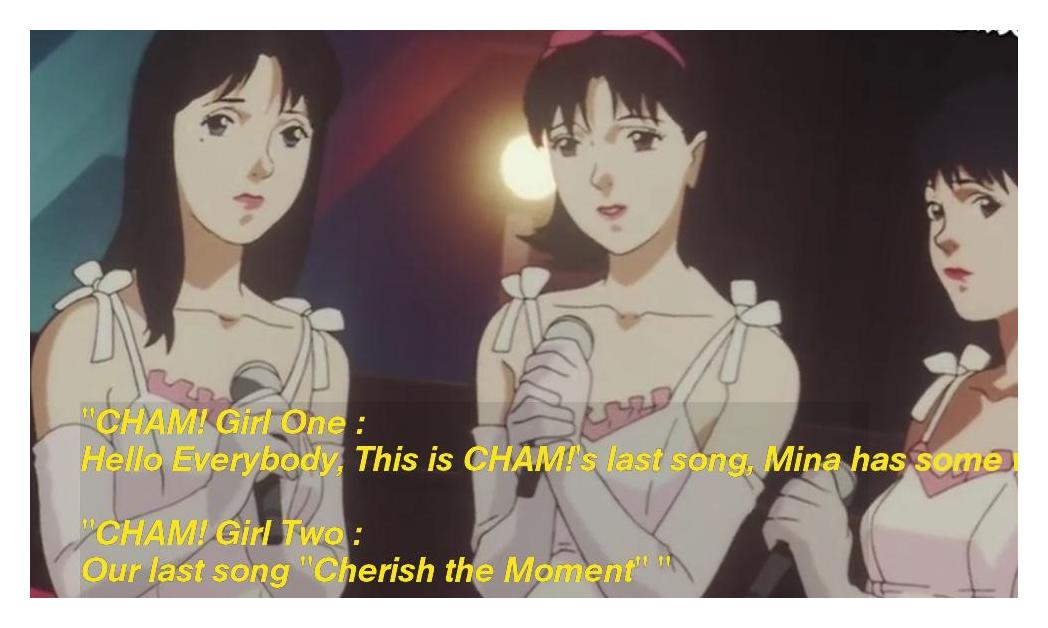 "CHAM! Girl One :
Hello Everybody, This is CHAM!'s last song, Mina has some
"CHAM! Girl Two :
Our last song "Cherish the Moment" "